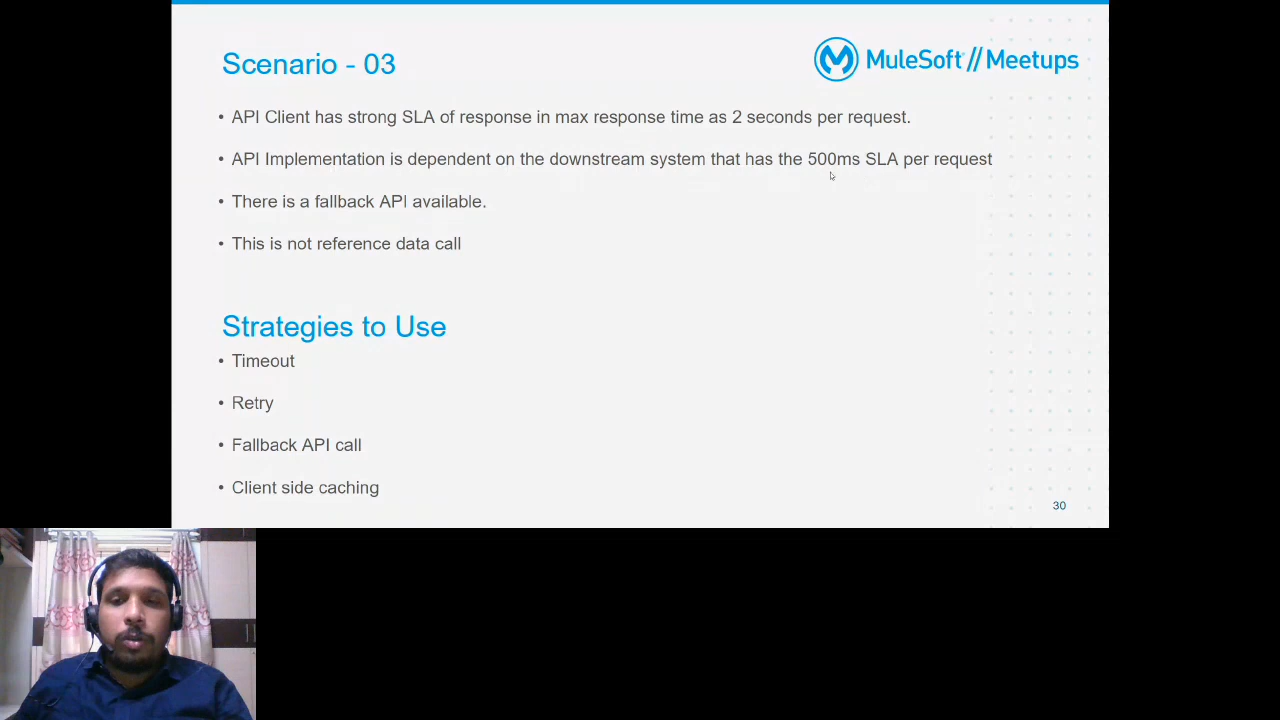 Scenario - 03
MuleSoft // Meetups
• API Client has strong SLA of response in max response time as 2 seconds per request.
• API Implementation is dependent on the downstream system that has the 500ms SLA per request
• There is a fallback API available.
• This is not reference data call
Strategies to Use
• Timeout
• Retry
• Fallback API call
• Client side caching
30